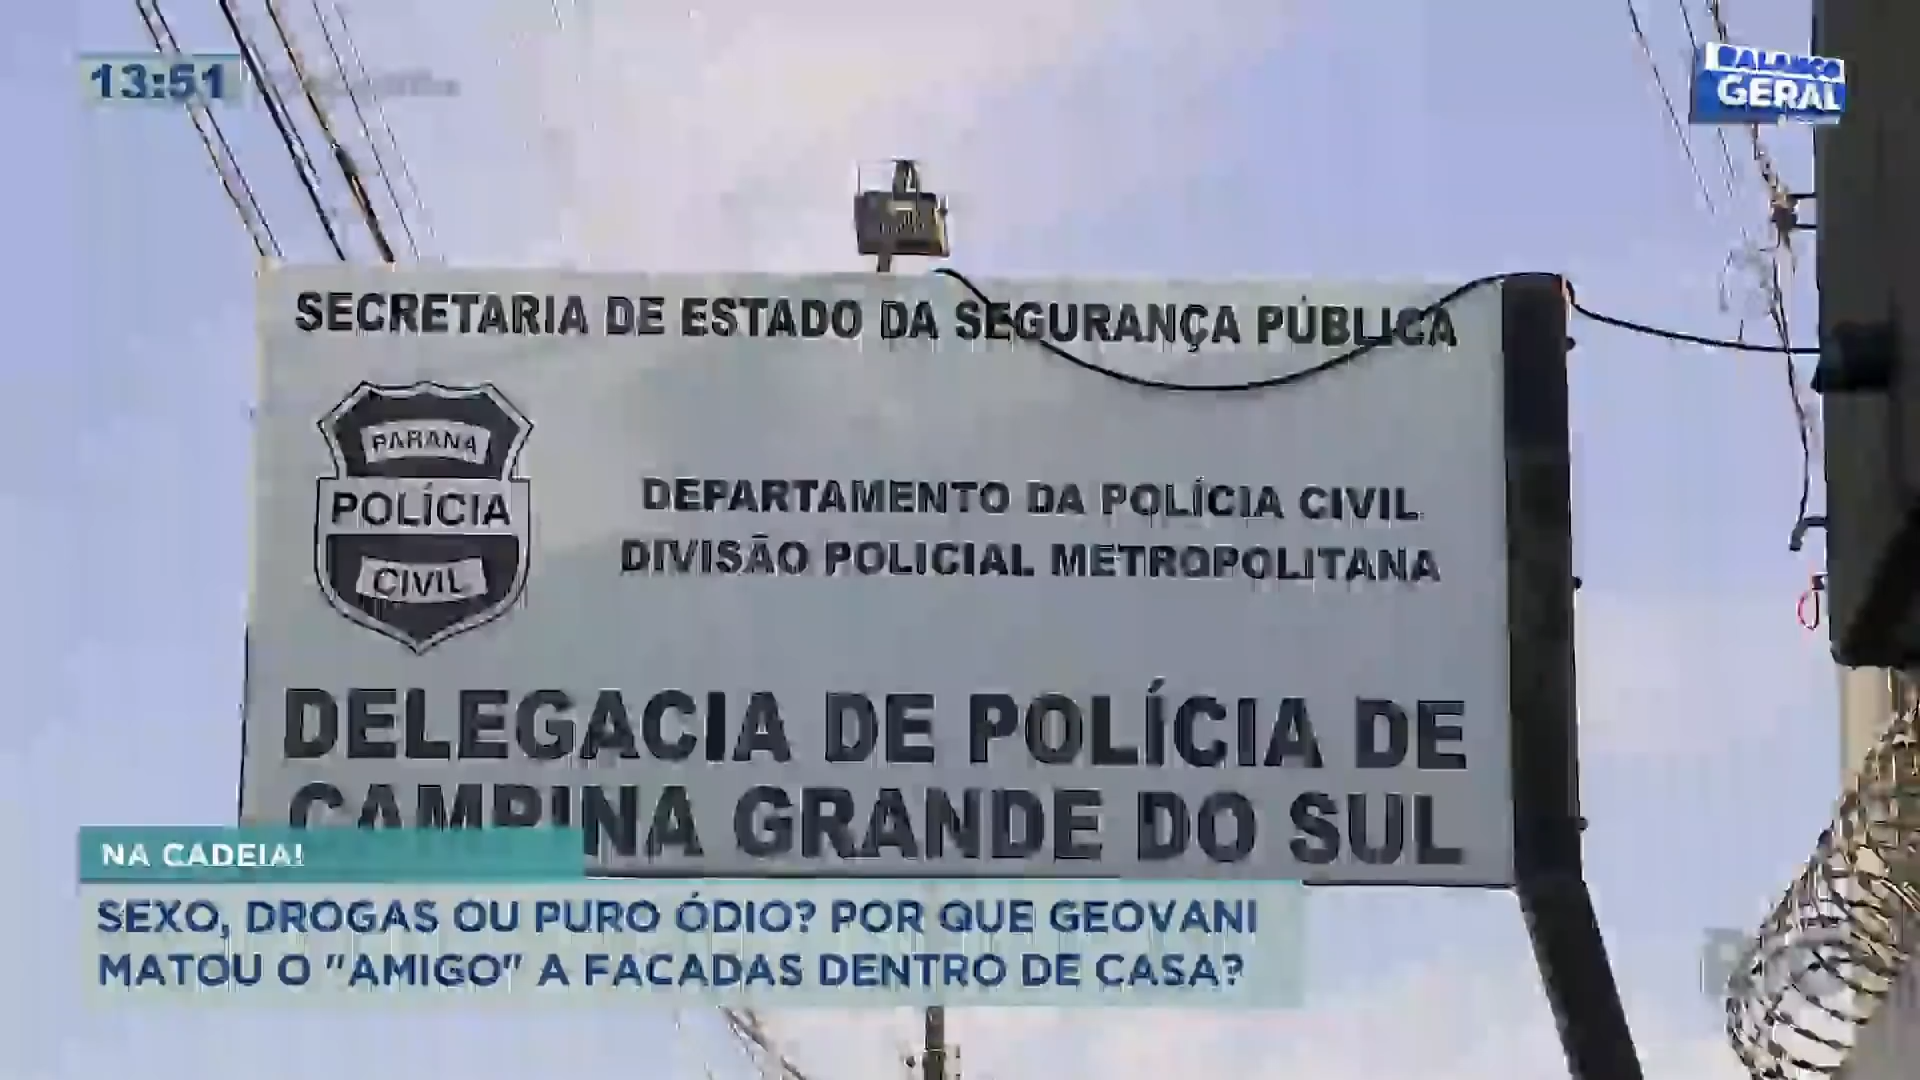 13:51
BALANÇO
GERAL
SECRETARIA DE ESTADO DA SEGURANÇA PÚBLICA
PARANÁ
POLÍCIA
CIVIL
DEPARTAMENTO DA POLÍCIA CIVIL
DIVISÃO POLICIAL METROPOLITANA
DELEGACIA DE POLÍCIA DE
CAMPINA GRANDE DO SUL
NA CADEIA!
SEXO, DROGAS OU PURO ÓDIO? POR QUE GEOVANI
MATOU O "AMIGO" A FACADAS DENTRO DE CASA?